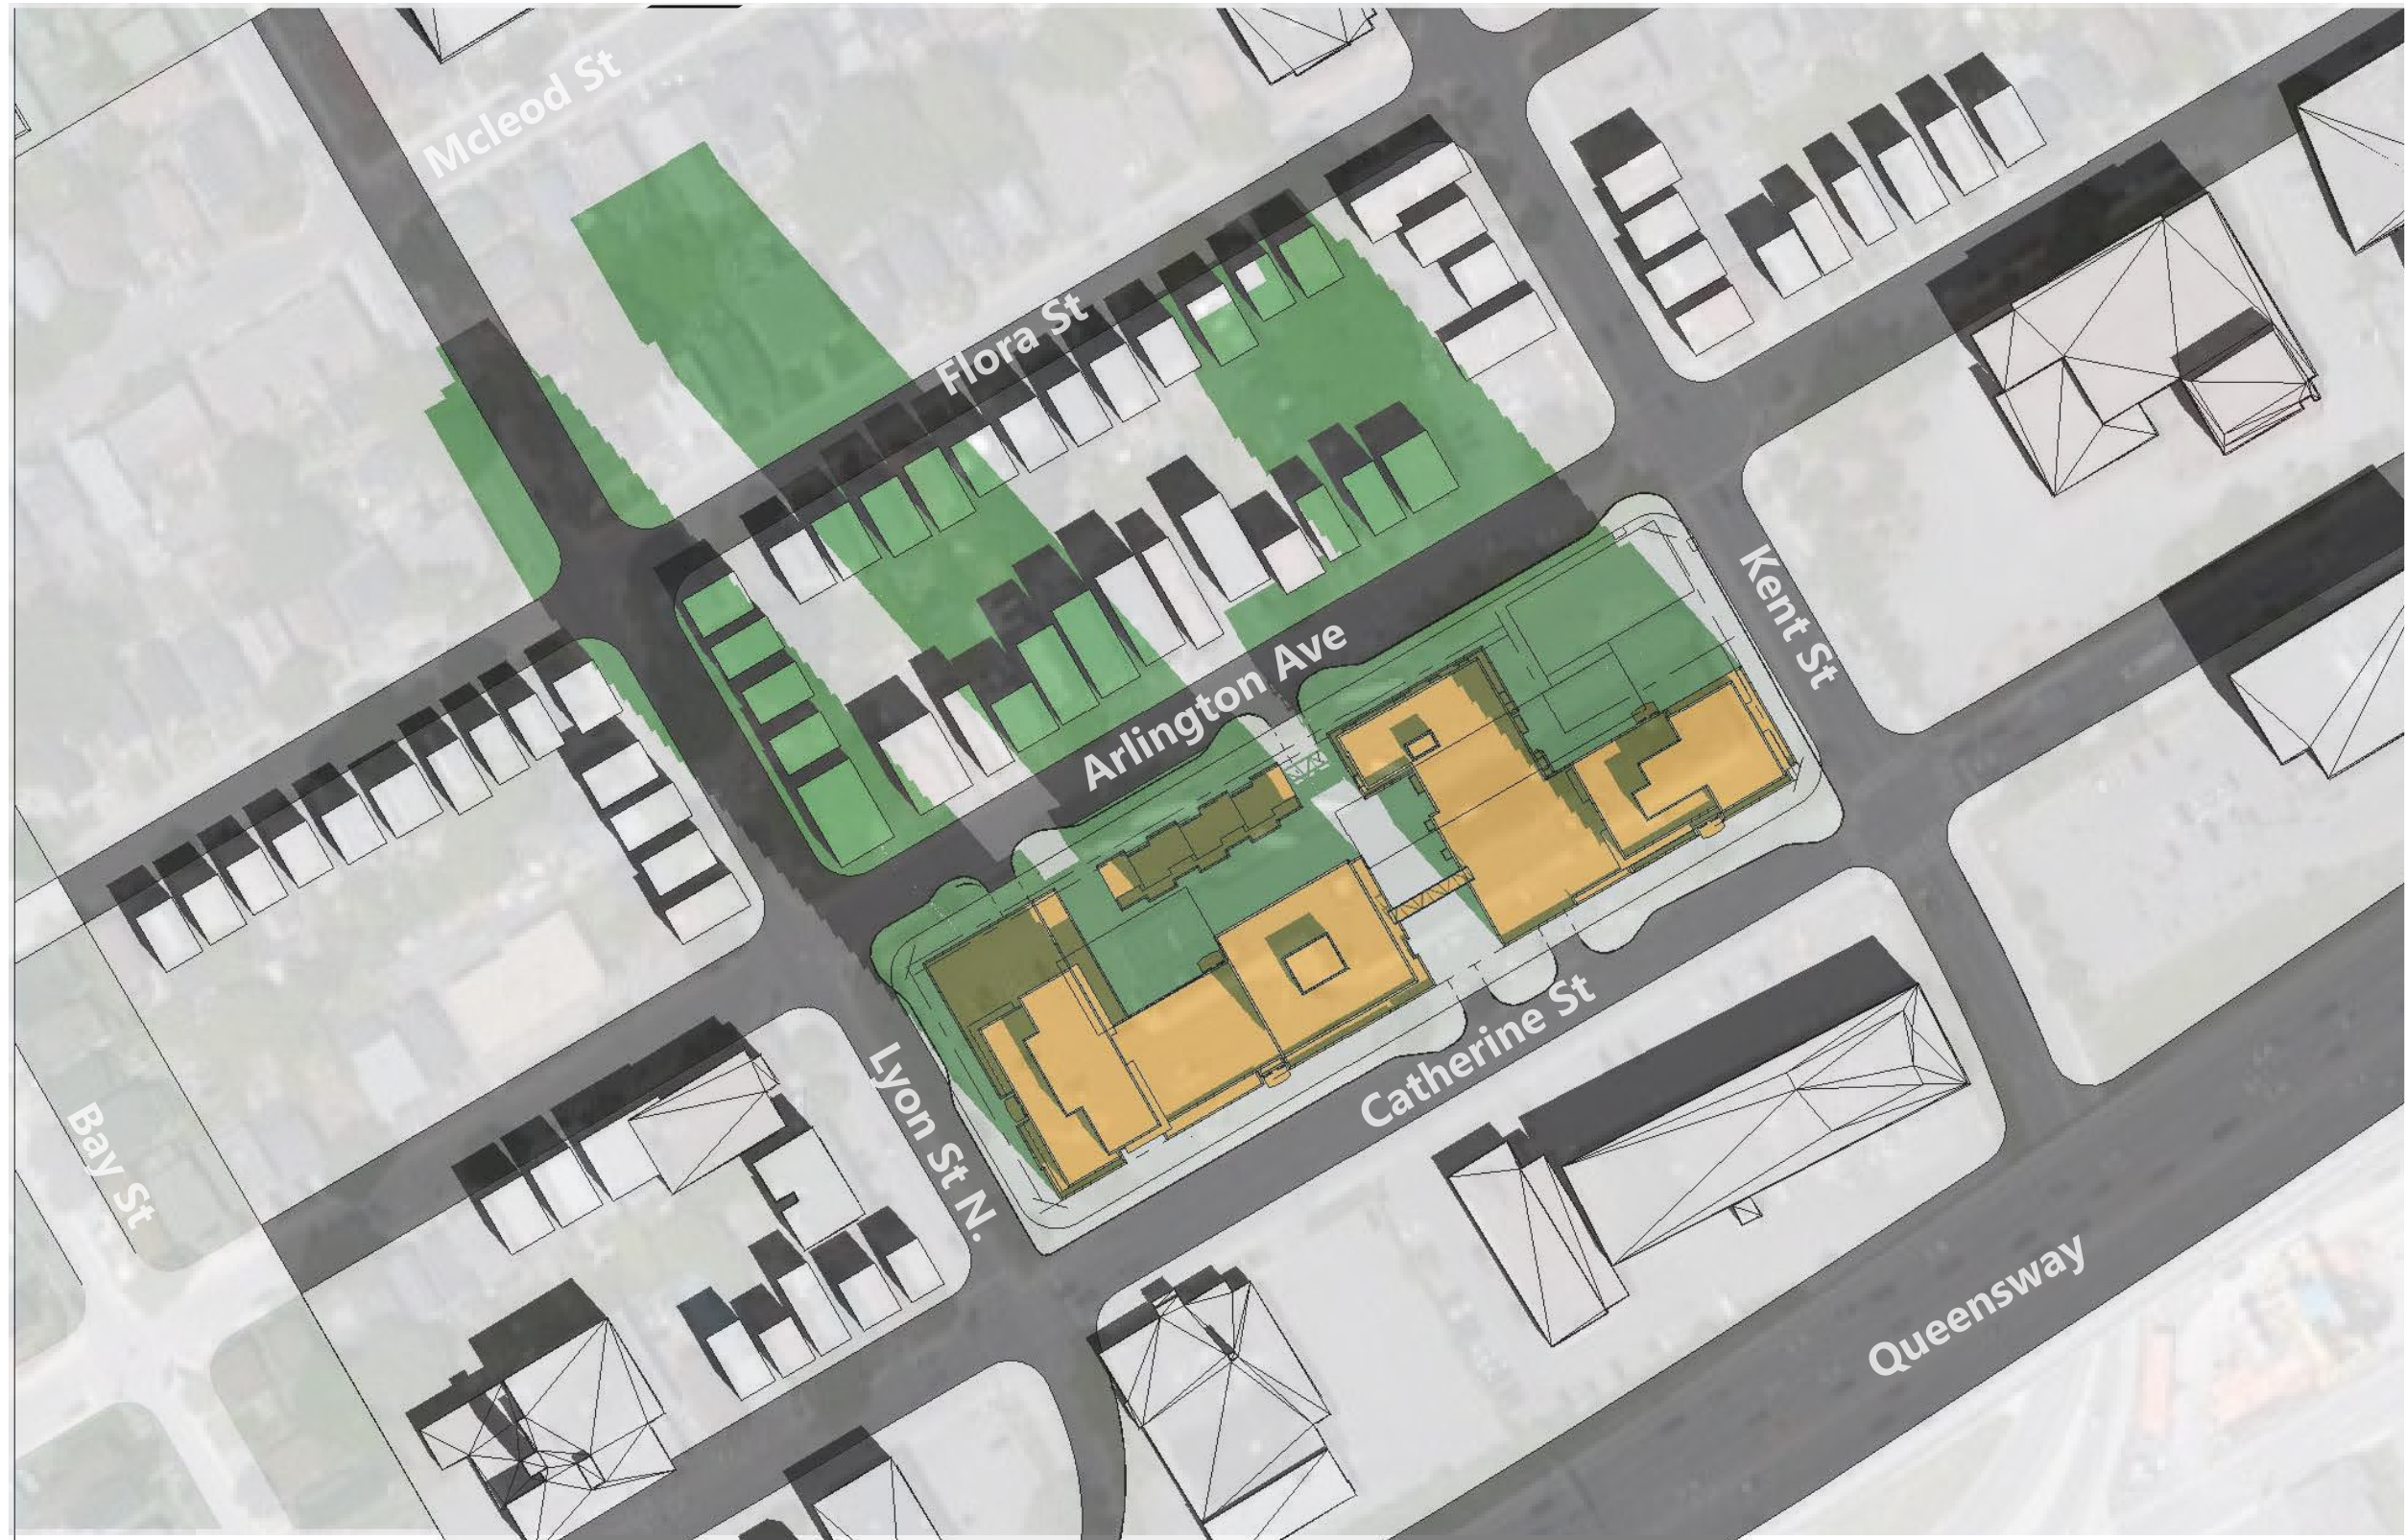 Mcleod St
Flora St
Kent St
Arlington Ave
Catherine St
Lyon St N.
Bay St
Queensway